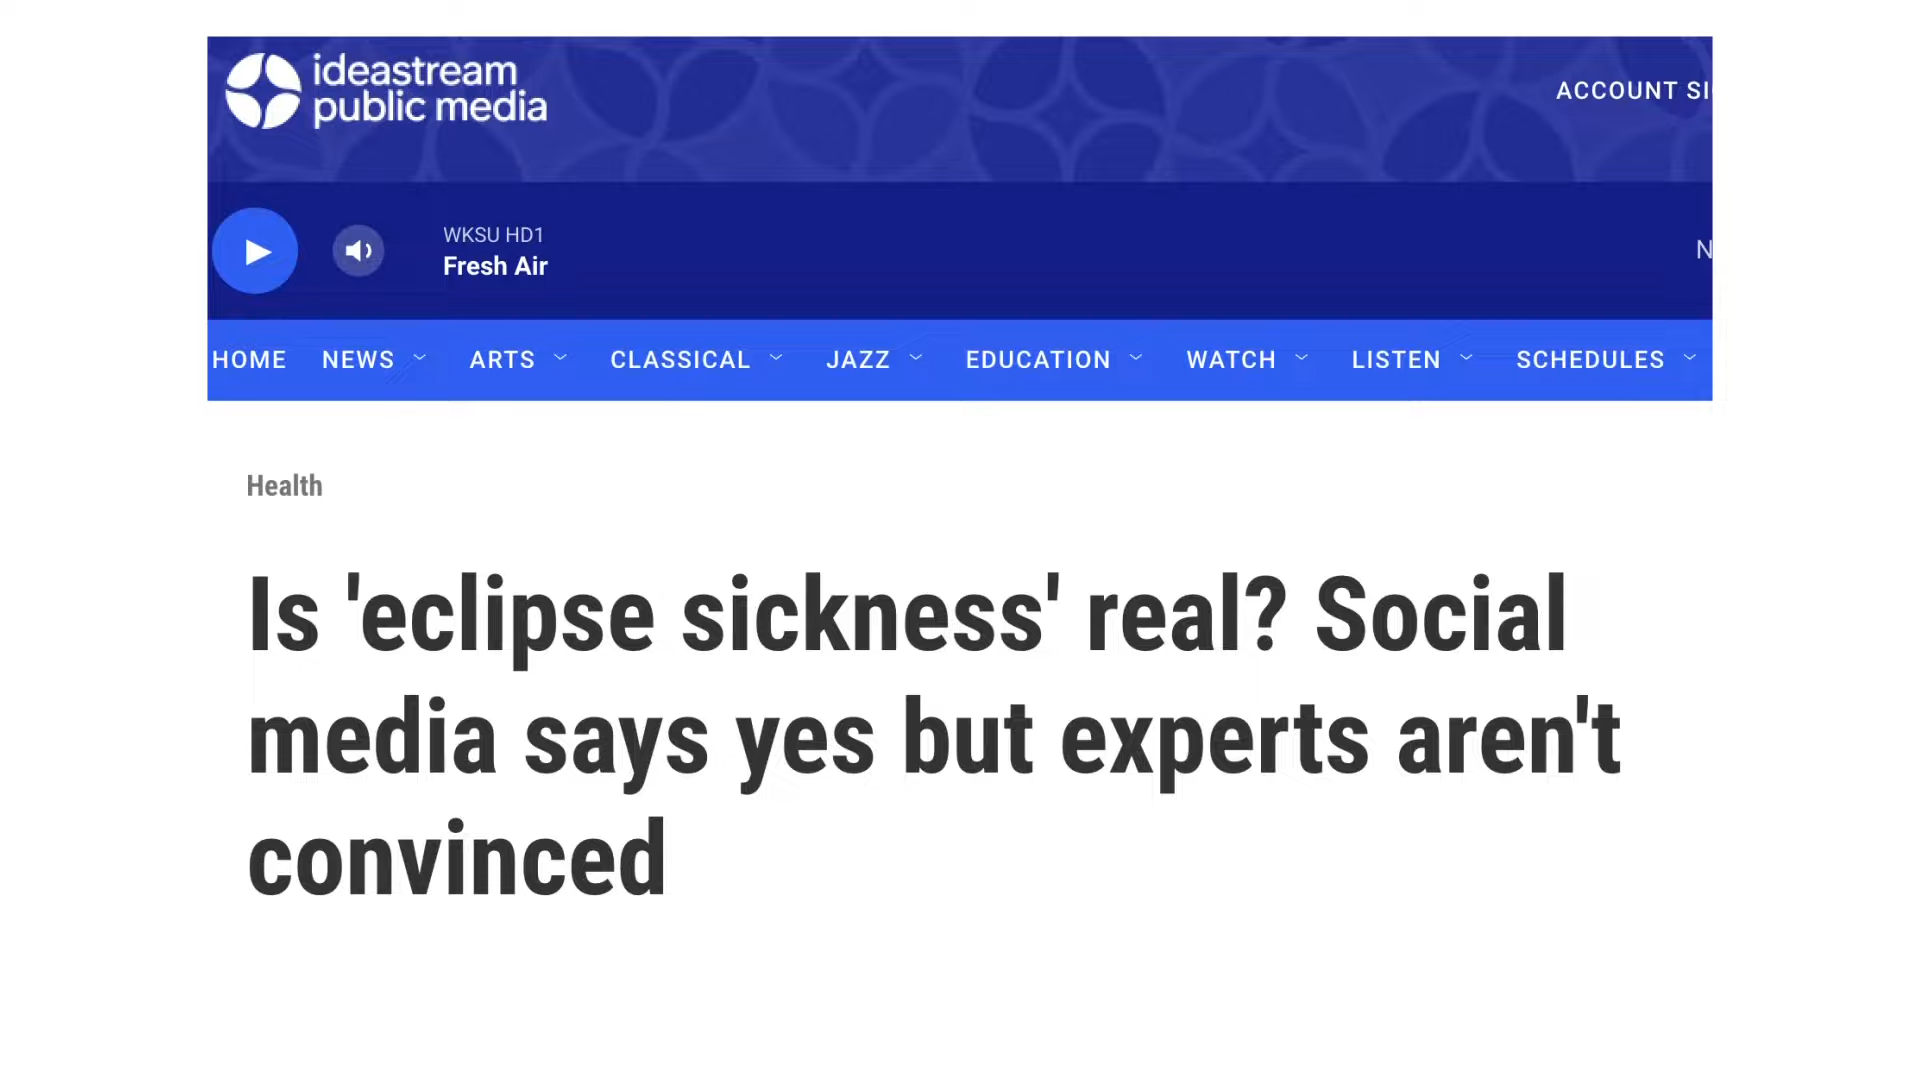 ideastream
public media
ACCOUNT
WKSU HD1
Fresh Air
HOME NEWS ARTS CLASSICAL JAZZ EDUCATION WATCH LISTEN SCHEDULES
Health
Is 'eclipse sickness' real? Social
media says yes but experts aren't
convinced